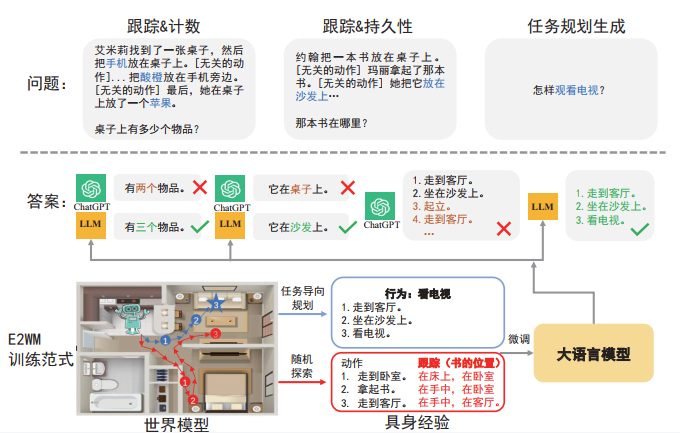 跟踪&计数
跟踪&持久性
任务规划生成
问题：
艾米莉找到了一张桌子，然后
把手机放在桌子上。[无关的动
作]...把酸橙放在手机旁边。
[无关的动作] 最后，她在桌子
上放了一个苹果。
桌子上有多少个物品？
约翰把一本书放在桌子上。
[无关的动作] 玛丽拿起了那本
书。[无关的动作] 她把它放在
沙发上…
那本书在哪里？
怎样观看电视？
答案：
ChatGPT
有两个物品。
LLM
有三个物品。
ChatGPT
它在桌子上。
LLM
它在沙发上。
ChatGPT
1. 走到客厅。
2. 坐在沙发上。
3. 起立。
4. 走到客厅。
…
LLM
1. 走到客厅。
2. 坐在沙发上。
3. 看电视。
E2WM
训练范式
1
2
3
3
1
2
世界模型
任务导向
规划
随机
探索
行为：看电视
1. 走到客厅。
2. 坐在沙发上。
3. 看电视。
动作 跟踪（书的位置）
1. 走到卧室。 在床上，在卧室
2. 拿起书。 在手中，在卧室
3. 走到客厅。 在手中，在客厅。
具身经验
微调
大语言模型